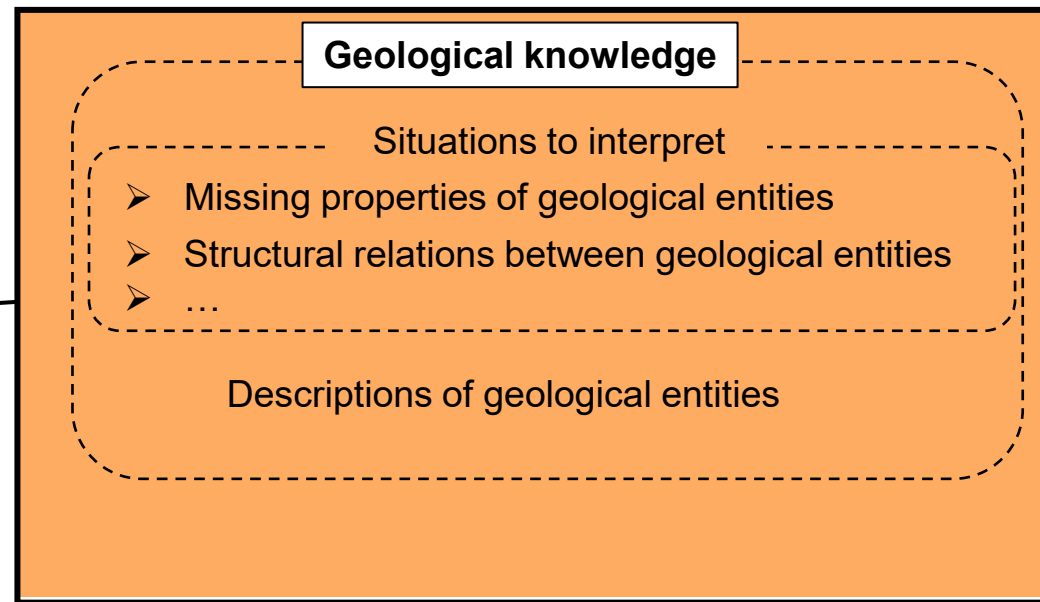 Geological knowledge
Situations to interpret
➢ Missing properties of geological entities
➢ Structural relations between geological entities
➢ …
Descriptions of geological entities